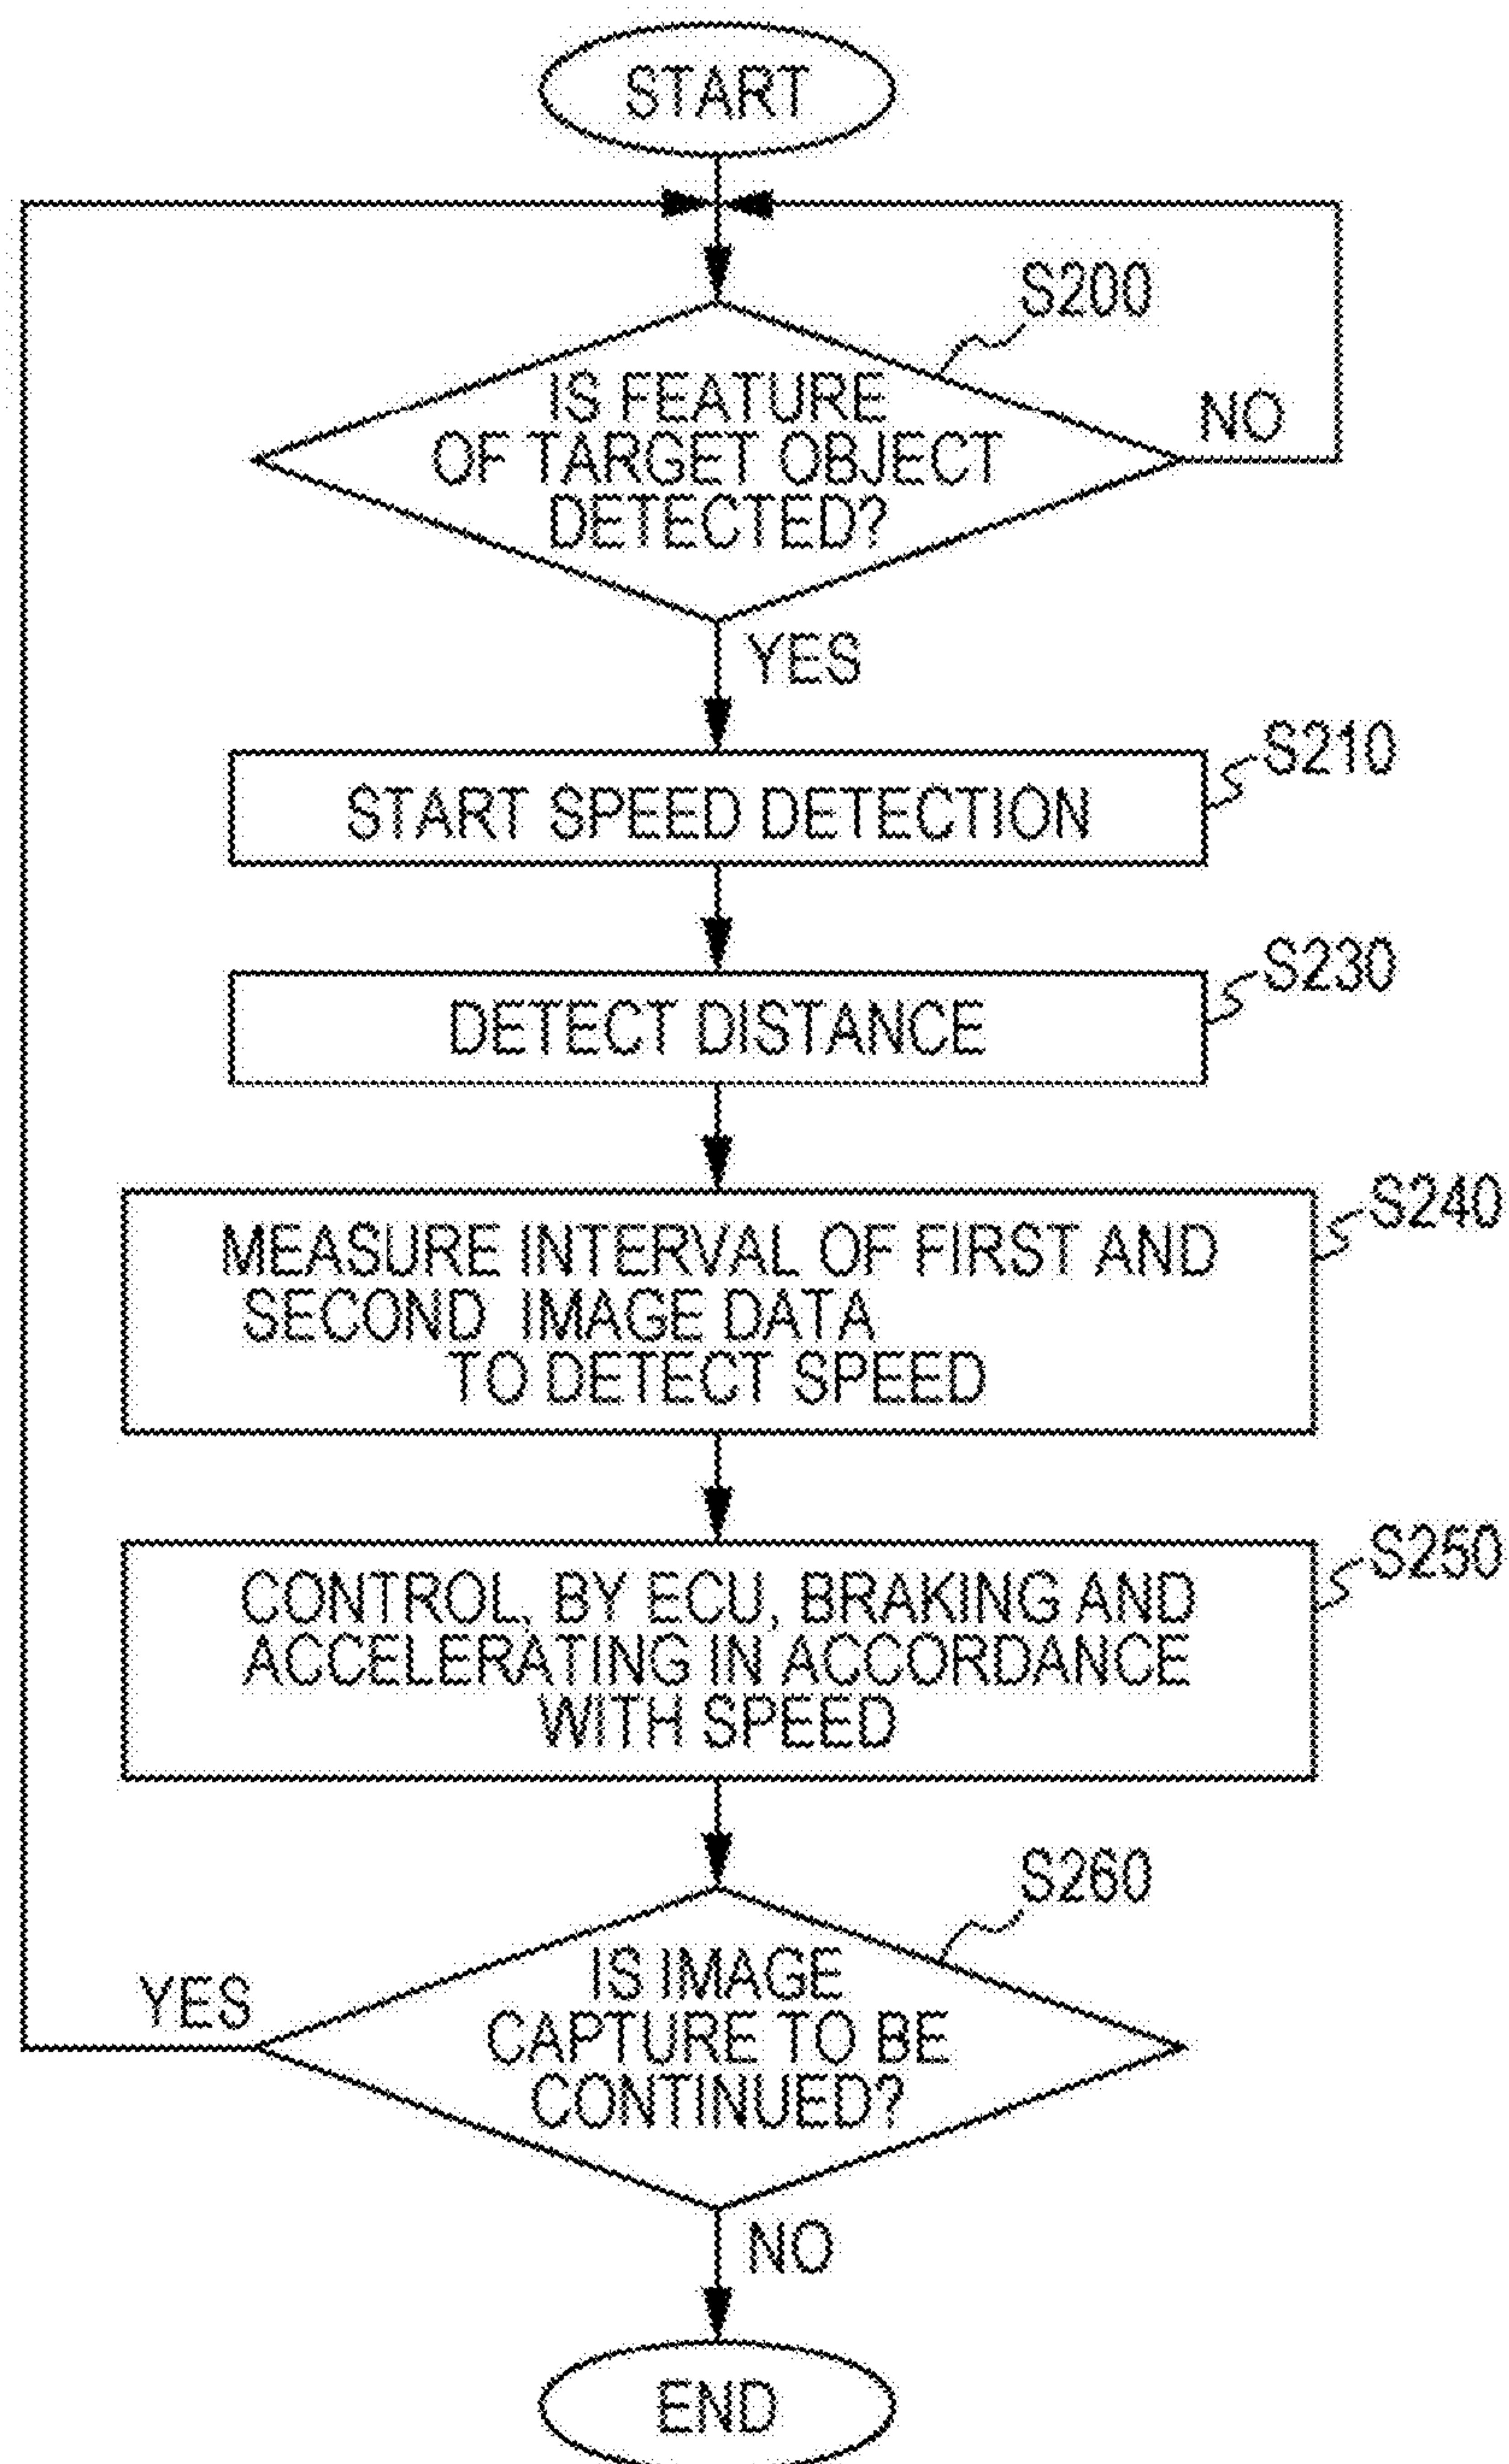 START
S200
IS FEATURE
OF TARGET OBJECT
DETECTED?
NO
YES
S210
START SPEED DETECTION
S230
DETECT DISTANCE
S240
MEASURE INTERVAL OF FIRST AND
SECOND IMAGE DATA
TO DETECT SPEED
S250
CONTROL, BY ECU, BRAKING AND
ACCELERATING IN ACCORDANCE
WITH SPEED
S260
IS IMAGE
CAPTURE TO BE
CONTINUED?
YES
NO
END